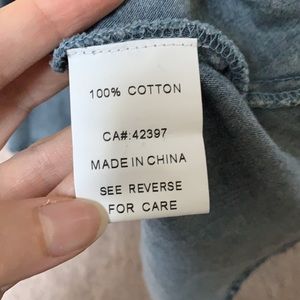 100% COTTON
CA#:42397
MADE IN CHINA
SEE REVERSE
FOR CARE